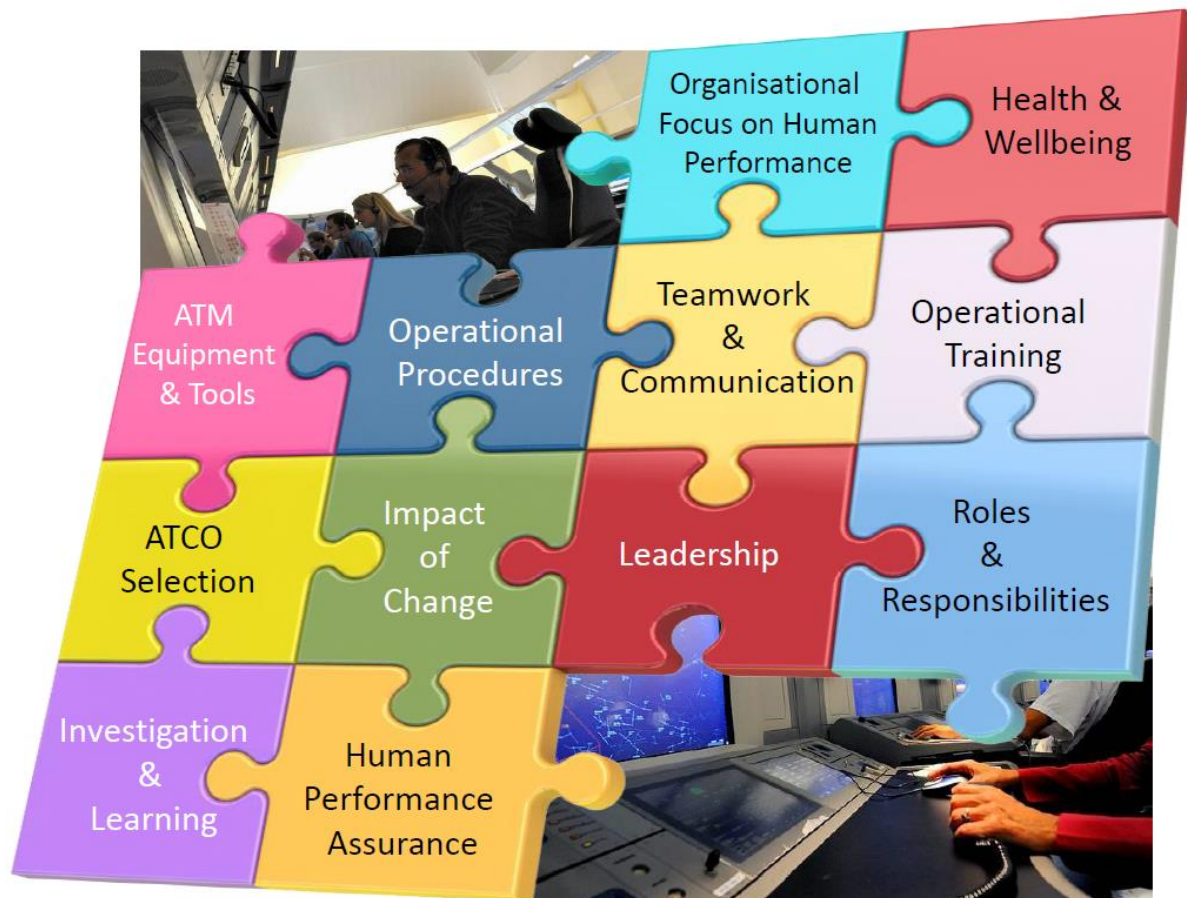 Organisational
Focus on Human
Performance
Health &
Wellbeing
ATM
Equipment
& Tools
Operational
Procedures
Teamwork
&
Communication
Operational
Training
ATCO
Selection
Impact
of
Change
Leadership
Roles
&
Responsibilities
Investigation
&
Learning
Human
Performance
Assurance